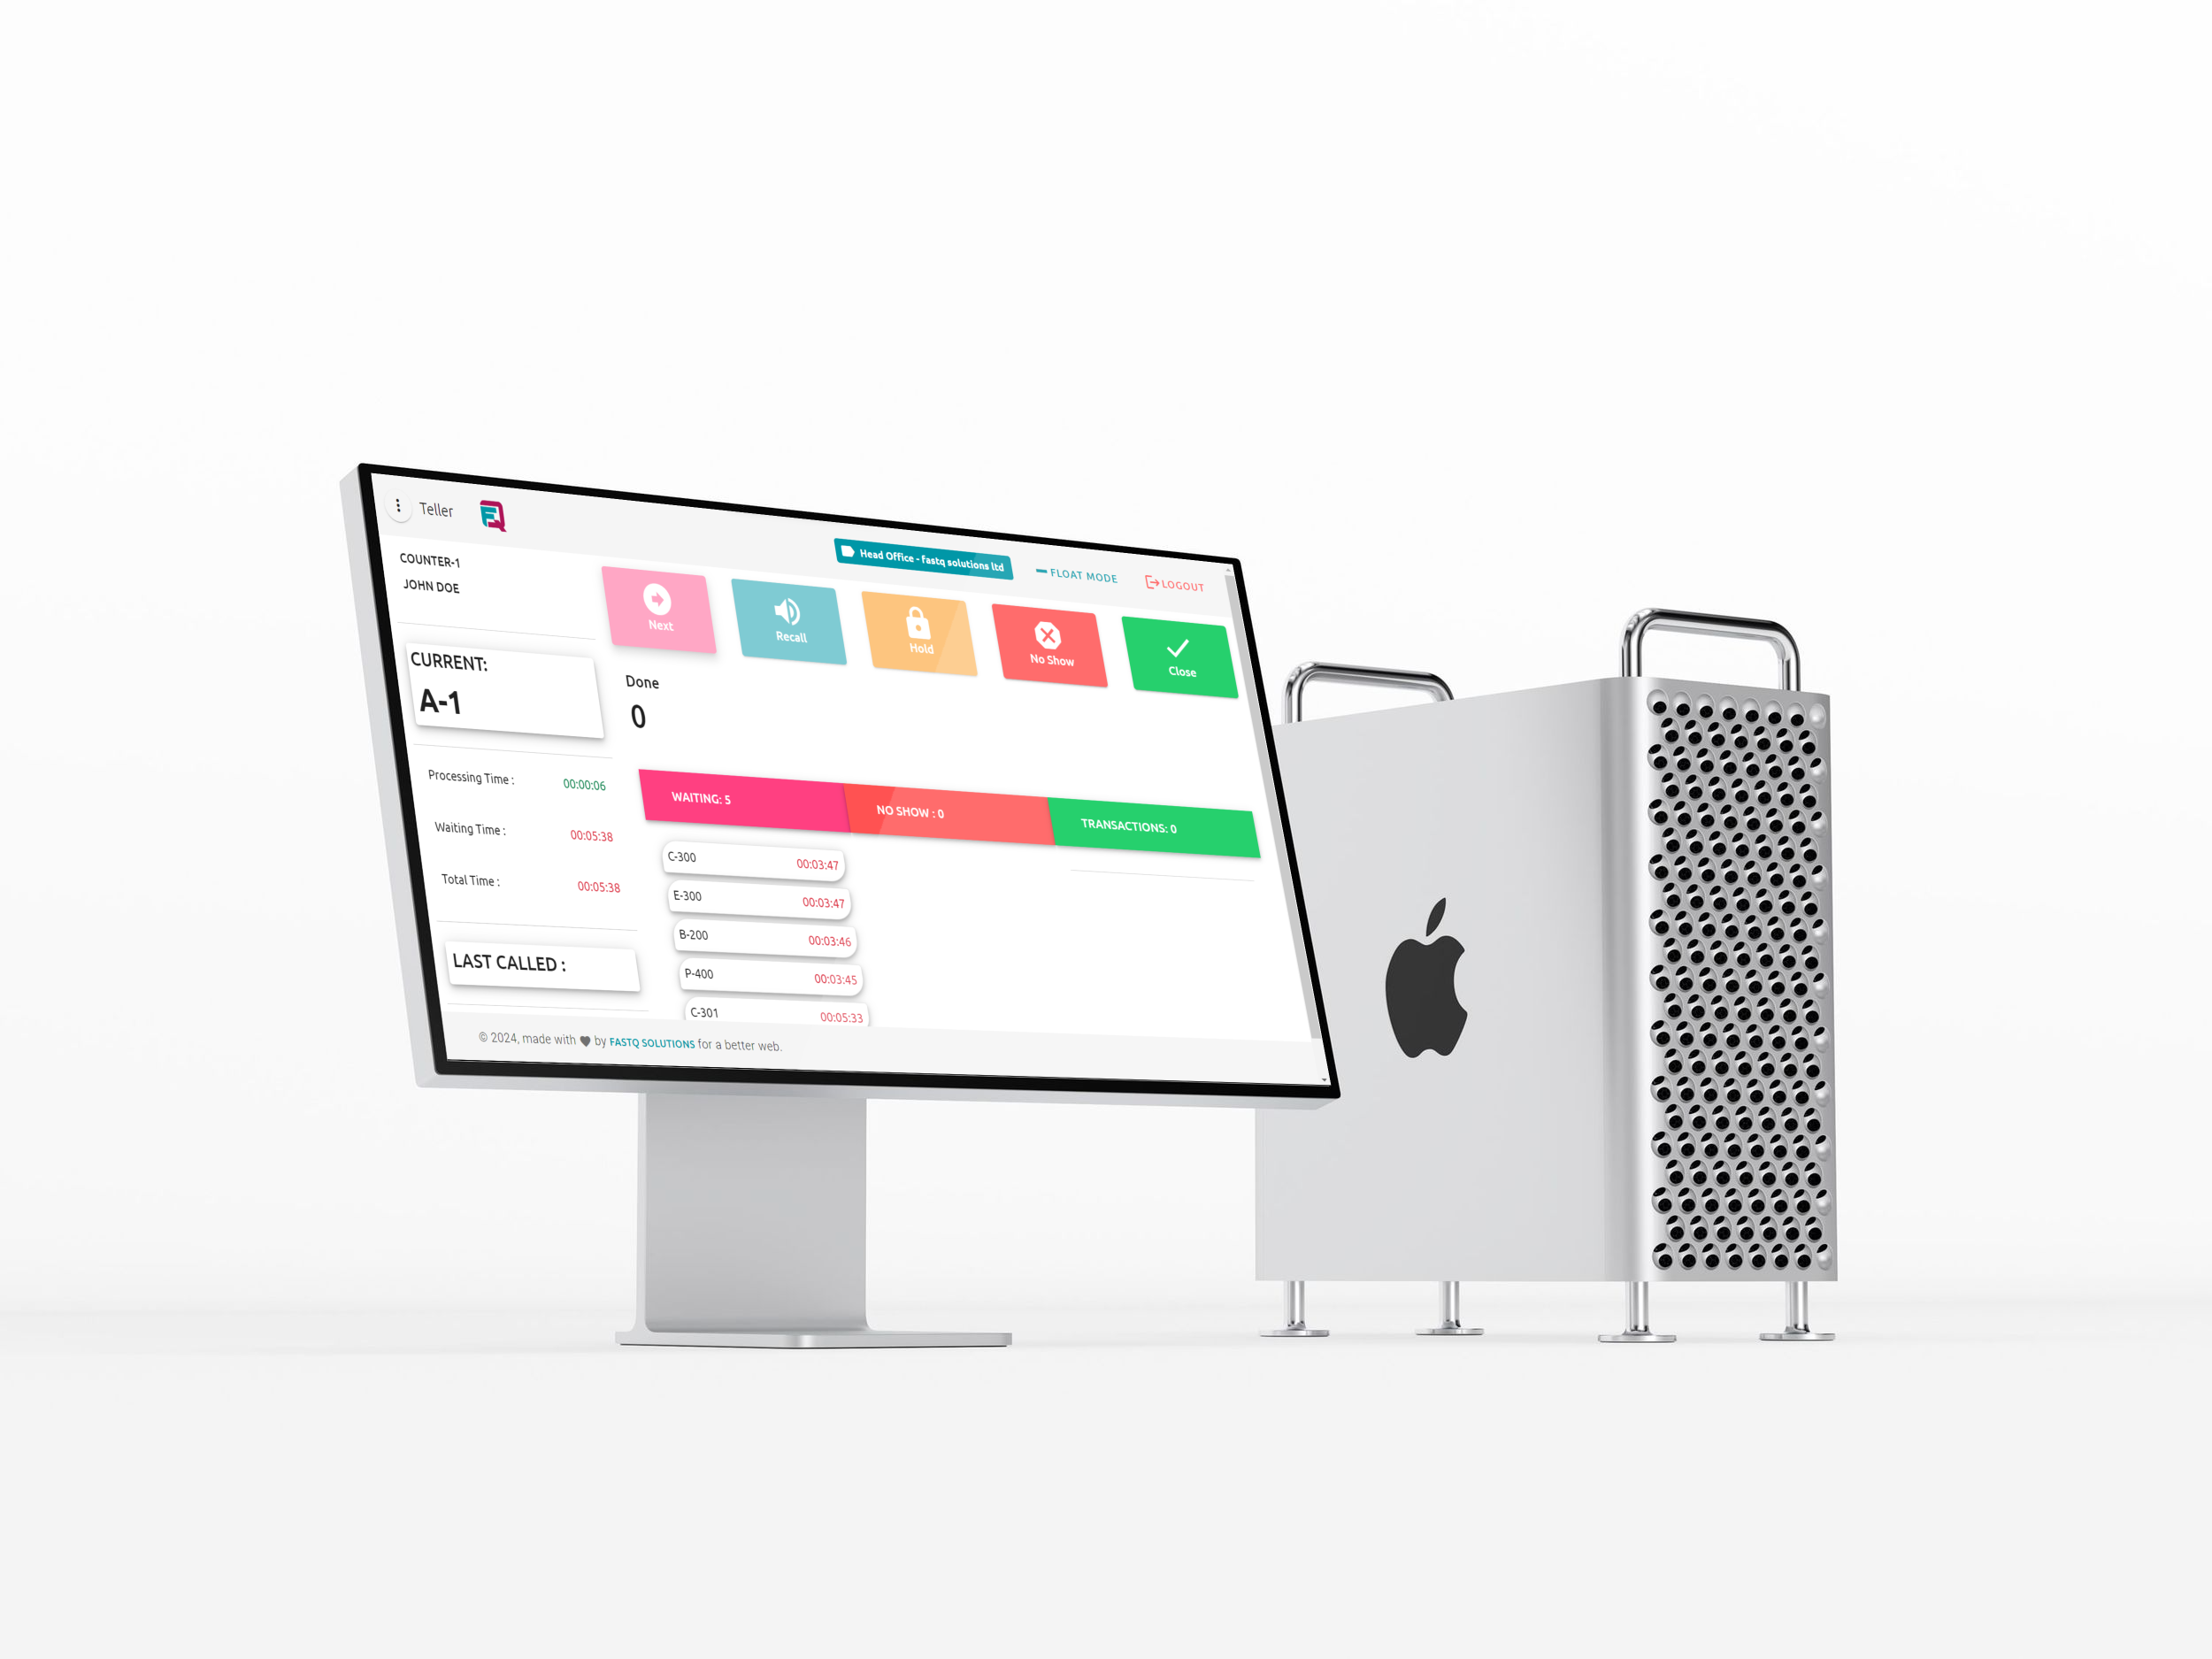 Teller
FQ
Head Office - fastq solutions ltd
FLOAT MODE
LOGOUT
COUNTER-1
JOHN DOE
Next
Recall
Hold
No Show
Close
CURRENT:
A-1
Done
0
Processing Time : 00:00:06
Waiting Time : 00:05:38
Total Time : 00:05:38
WAITING: 5
NO SHOW : 0
TRANSACTIONS: 0
C-300 00:03:47
E-300 00:03:47
B-200 00:03:46
P-400 00:03:45
C-301 00:05:33
LAST CALLED :
© 2024, made with ♥ by FASTQ SOLUTIONS for a better web.